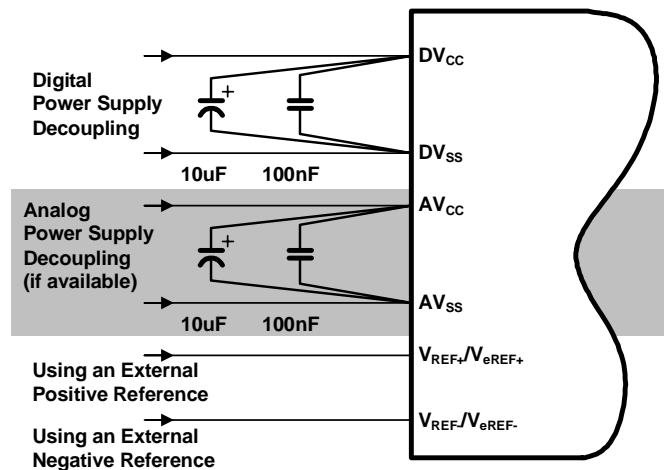 DVCC
Digital
Power Supply
Decoupling
+
DVSS
10uF 100nF
AVCC
Analog
Power Supply
Decoupling
(if available)
+
AVSS
10uF 100nF
VREF+/VeREF+
Using an External
Positive Reference
VREF-/VeREF-
Using an External
Negative Reference